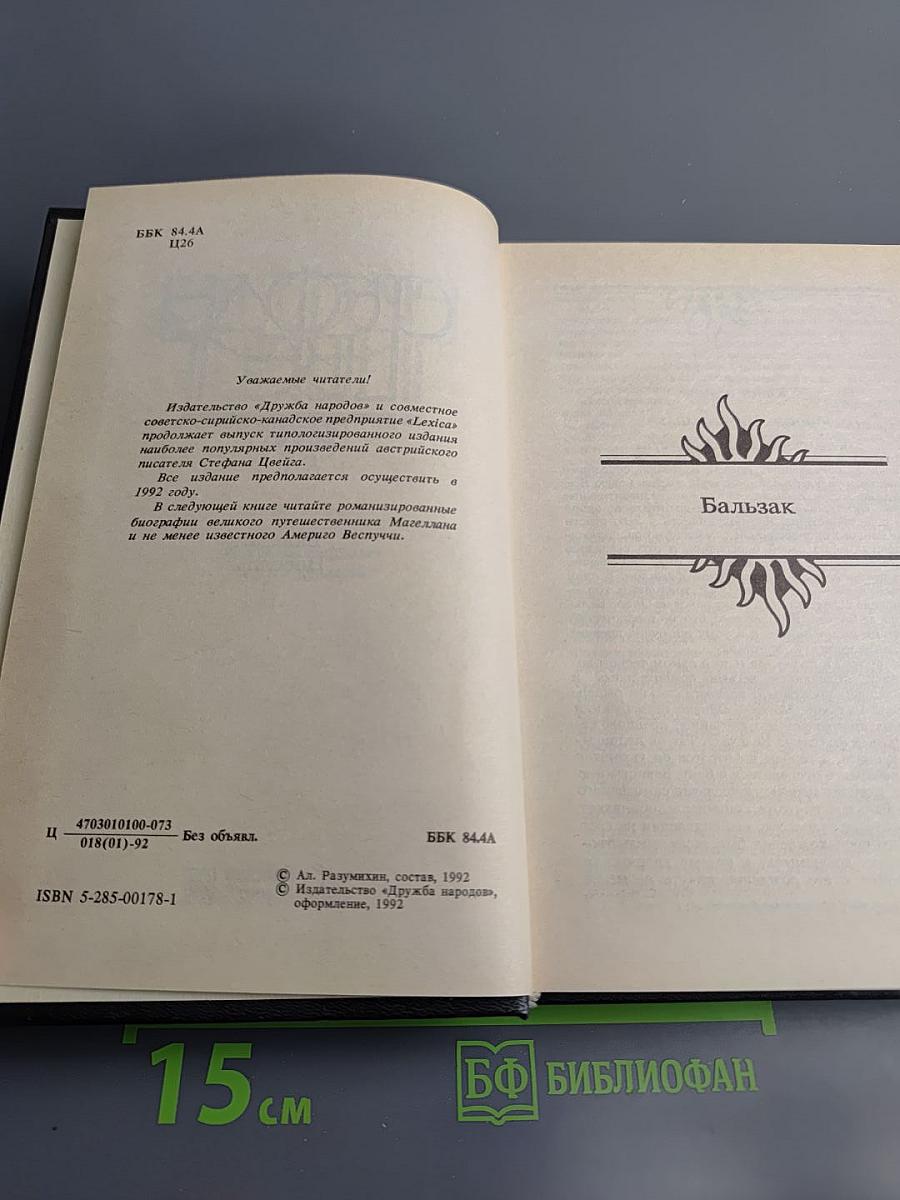 ББК 84.4А
Ц26
Уважаемые читатели!
Издательство «Дружба народов» и совместное
советско-сирийско-канадское предприятие «Lexica»
продолжает выпуск типологизированного издания
наиболее популярных произведений австрийского
писателя Стефана Цвейга.
Все издание предполагается осуществить в
1992 году.
В следующей книге читайте романизированные
биографии великого путешественника Магеллана
и не менее известного Америго Веспуччи.
Ц 4703010100-073 Без объявл.
018(01)-92
ББК 84.4А
© Ал. Разумихин, состав, 1992
© Издательство «Дружба народов»,
оформление, 1992
ISBN 5-285-00178-1
Бальзак
15 см
БФ БИБЛИОФАН